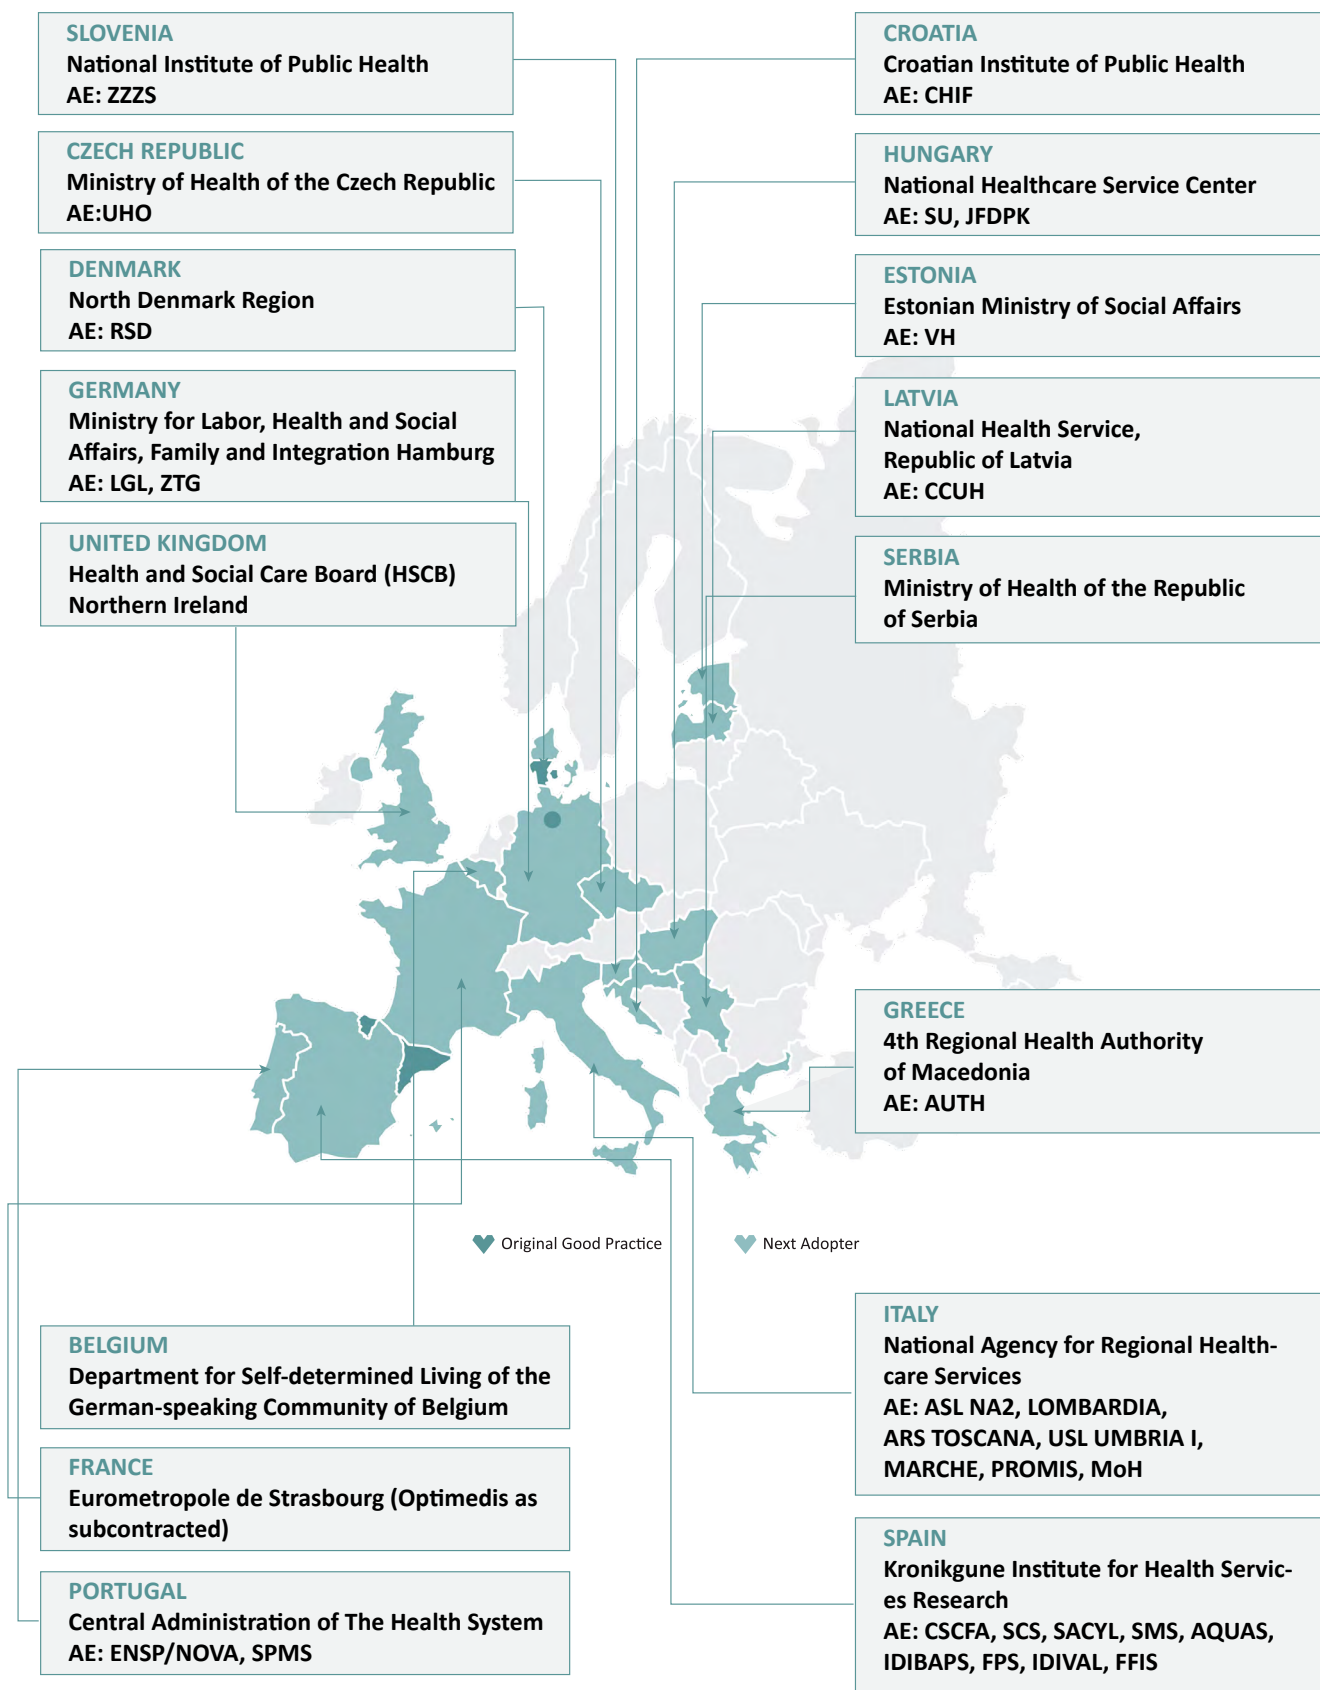 SLOVENIA
National Institute of Public Health
AE: ZZZS
CZECH REPUBLIC
Ministry of Health of the Czech Republic
AE:UHO
DENMARK
North Denmark Region
AE: RSD
GERMANY
Ministry for Labor, Health and Social
Affairs, Family and Integration Hamburg
AE: LGL, ZTG
UNITED KINGDOM
Health and Social Care Board (HSCB)
Northern Ireland
CROATIA
Croatian Institute of Public Health
AE: CHIF
HUNGARY
National Healthcare Service Center
AE: SU, JFDPK
ESTONIA
Estonian Ministry of Social Affairs
AE: VH
LATVIA
National Health Service,
Republic of Latvia
AE: CCUH
SERBIA
Ministry of Health of the Republic
of Serbia
GREECE
4th Regional Health Authority
of Macedonia
AE: AUTH
Original Good Practice
Next Adopter
BELGIUM
Department for Self-determined Living of the
German-speaking Community of Belgium
FRANCE
Eurometropole de Strasbourg (Optimedis as
subcontracted)
PORTUGAL
Central Administration of The Health System
AE: ENSP/NOVA, SPMS
ITALY
National Agency for Regional Health-
care Services
AE: ASL NA2, LOMBARDIA,
ARS TOSCANA, USL UMBRIA I,
MARCHE, PROMIS, MoH
SPAIN
Kronikgune Institute for Health Servic-
es Research
AE: CSCFA, SCS, SACYL, SMS, AQUAS,
IDIBAPS, FPS, IDIVAL, FFIS